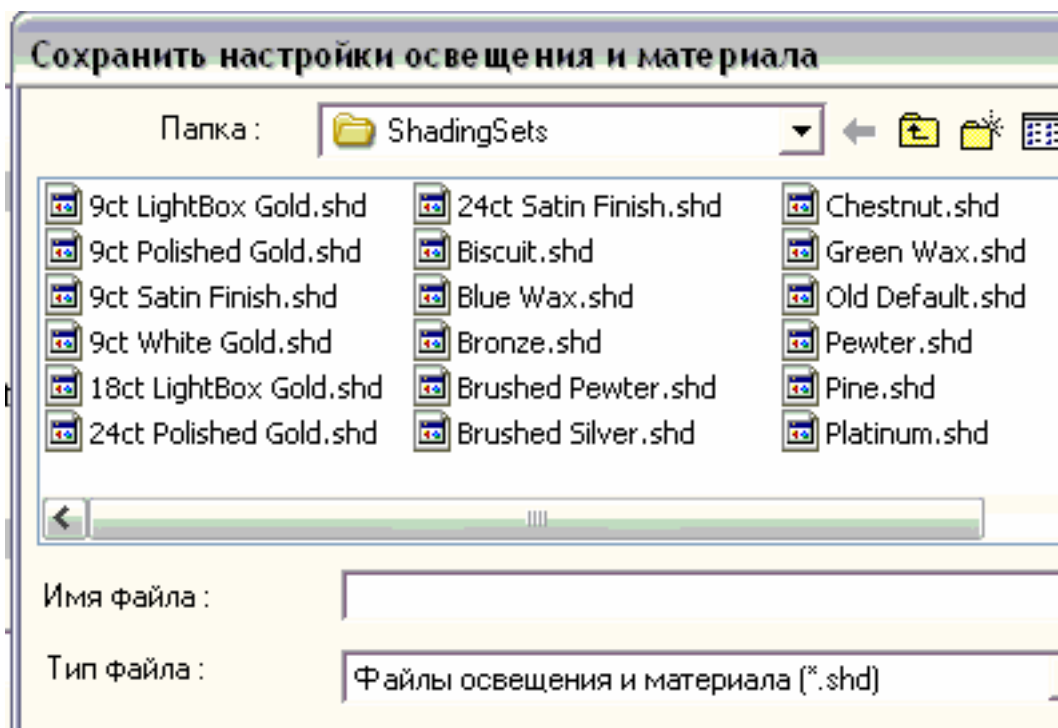 Сохранить настройки освещения и материала
Папка: ShadingSets
9ct LightBox Gold.shd
9ct Polished Gold.shd
9ct Satin Finish.shd
9ct White Gold.shd
18ct LightBox Gold.shd
24ct Polished Gold.shd
24ct Satin Finish.shd
Biscuit.shd
Blue Wax.shd
Bronze.shd
Brushed Pewter.shd
Brushed Silver.shd
Chestnut.shd
Green Wax.shd
Old Default.shd
Pewter.shd
Pine.shd
Platinum.shd
Имя файла:
Тип файла: Файлы освещения и материала (*.shd)